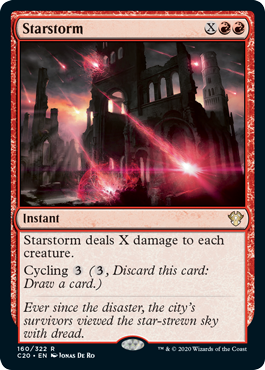 Starstorm X R R
Instant
Starstorm deals X damage to each
creature.
Cycling 3 (3, Discard this card:
Draw a card.)
Ever since the disaster, the city's
survivors viewed the star-strewn sky
with dread.
160/322 R
C20 • EN Jonas De Ro
™ & © 2020 Wizards of the Coast